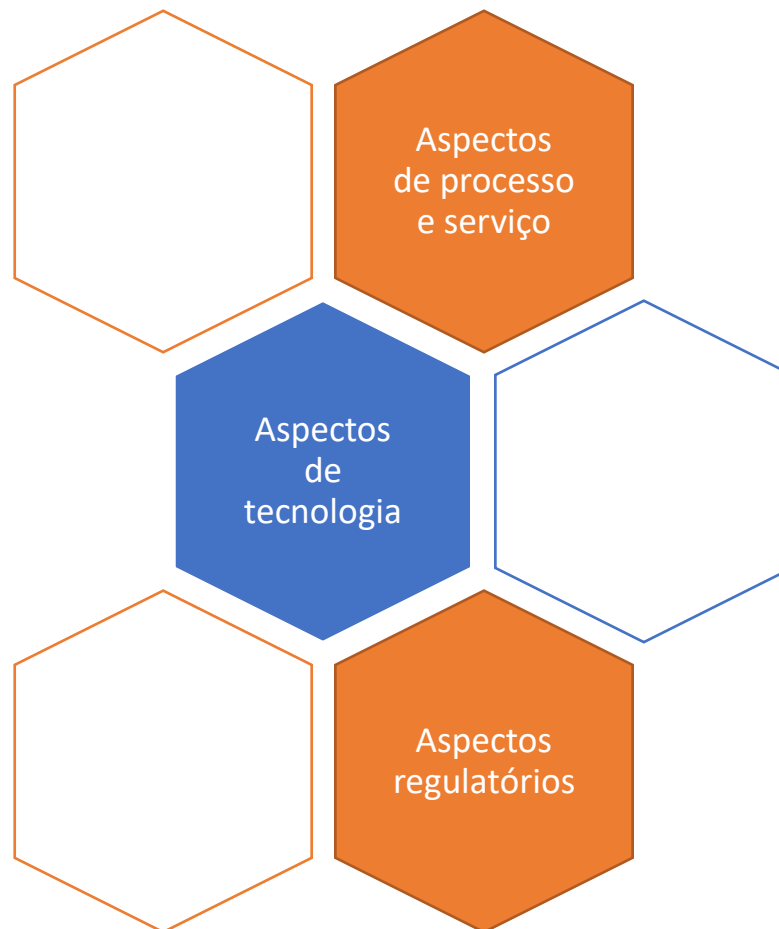 Aspectos
de processo
e serviço
Aspectos
de
tecnologia
Aspectos
regulatórios